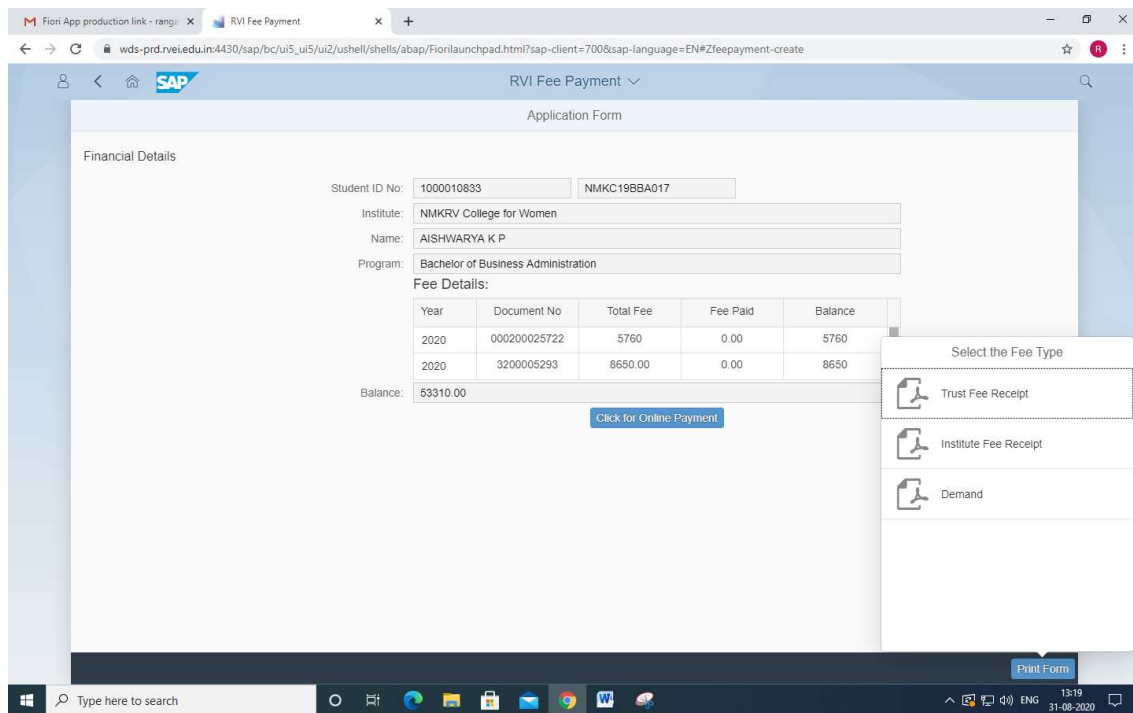 Fiori App production link - ranga
RVI Fee Payment
wds-prd.rvei.edu.in:4430/sap/bc/ui5_ui5/ui2/ushell/shells/abap/Fiorilaunchpad.html?sap-client=700&sap-language=EN#Zfeepayment-create
R
SAP
RVI Fee Payment
Application Form
Financial Details
Student ID No: 1000010833 NMKC19BBA017
Institute: NMKRV College for Women
Name: AISHWARYA K P
Program: Bachelor of Business Administration
Fee Details:
Year Document No Total Fee Fee Paid Balance
2020 000200025722 5760 0.00 5760
2020 3200005293 8650.00 0.00 8650
Balance: 53310.00
Click for Online Payment
Select the Fee Type
Trust Fee Receipt
Institute Fee Receipt
Demand
Print Form
Type here to search
W
ENG
13:19
31-08-2020